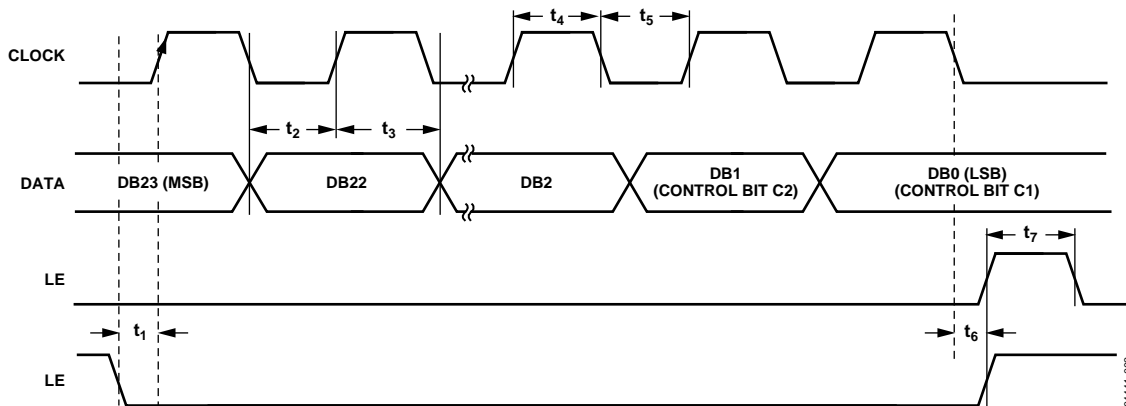 t4
t5
CLOCK
t2
t3
DATA
DB23 (MSB)
DB22
DB2
DB1
(CONTROL BIT C2)
DB0 (LSB)
(CONTROL BIT C1)
t7
LE
t1
t6
LE